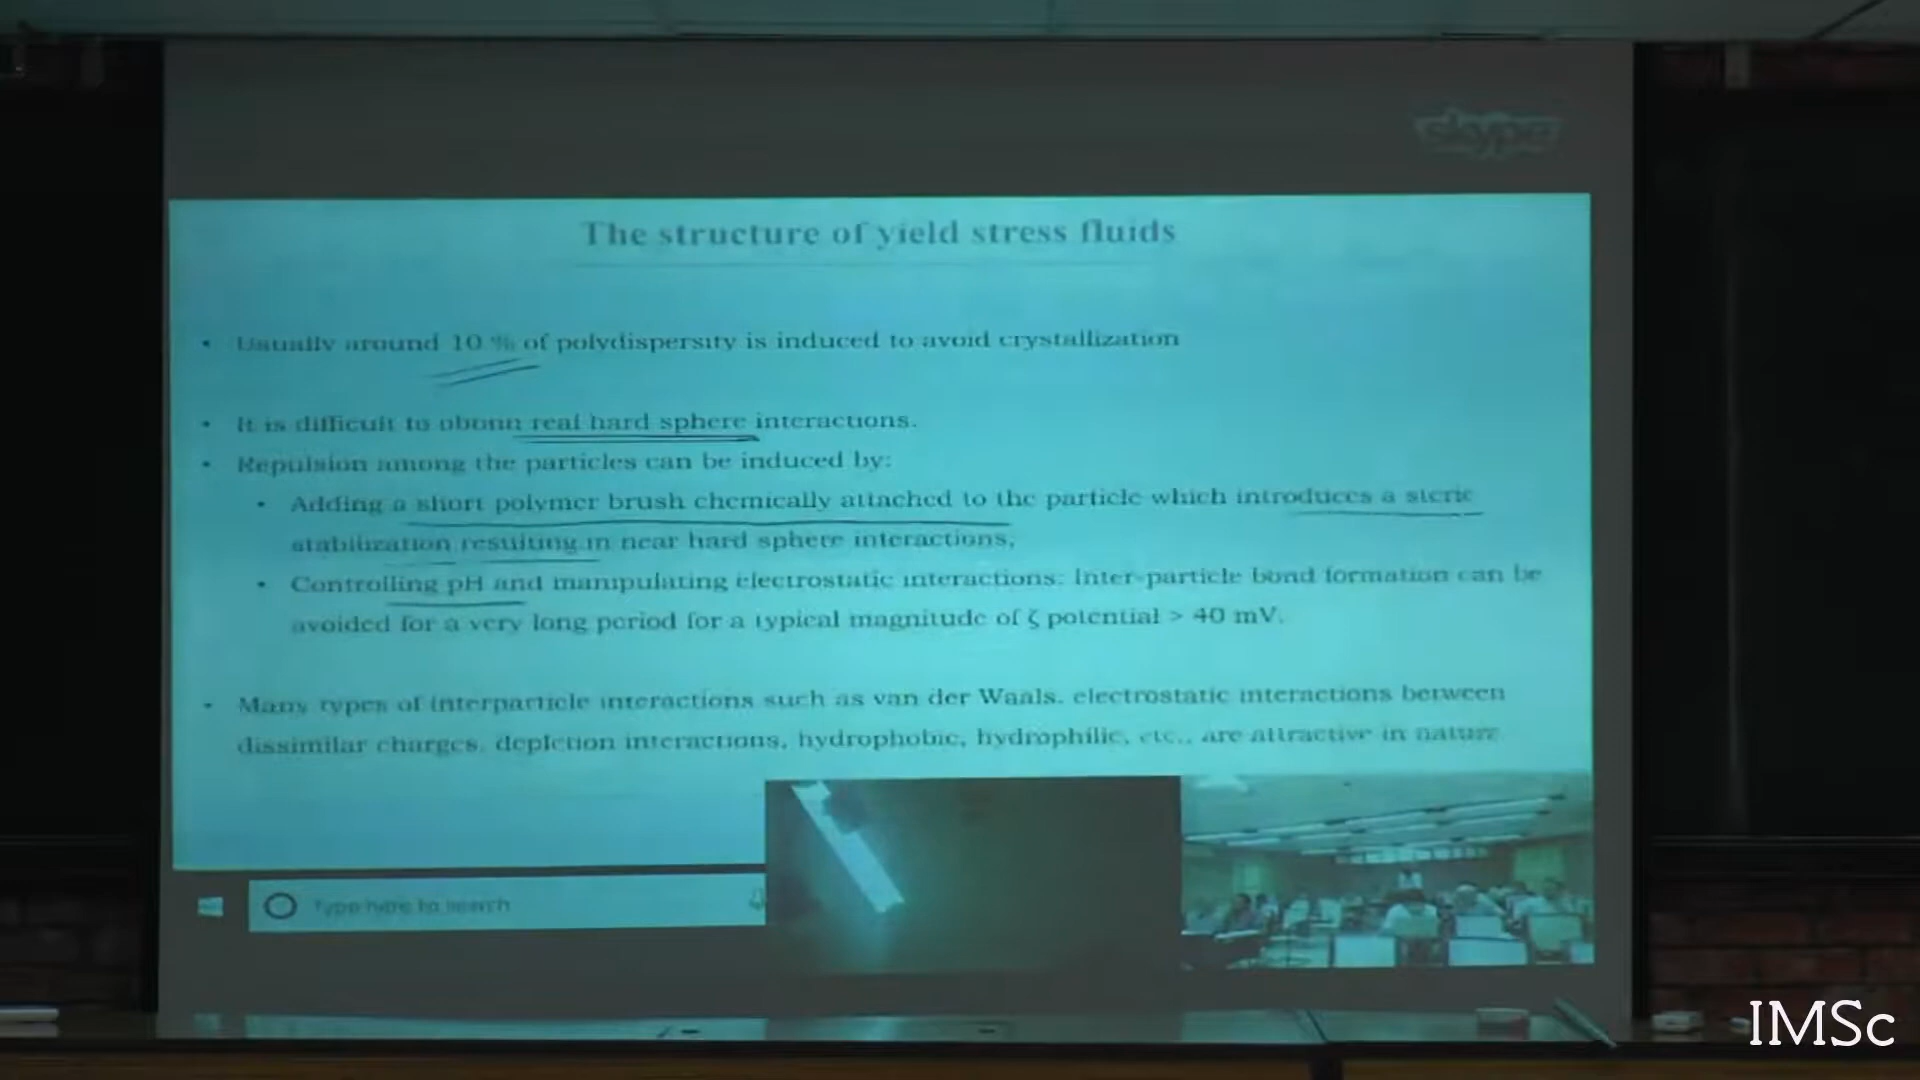 skype
The structure of yield stress fluids
• Usually around 10 % of polydispersity is induced to avoid crystallization
• It is difficult to obtain real hard sphere interactions.
• Repulsion among the particles can be induced by:
• Adding a short polymer brush chemically attached to the particle which introduces a steric
stabilization resulting in near hard sphere interactions,
• Controlling pH and manipulating electrostatic interactions: Inter-particle bond formation can be
avoided for a very long period for a typical magnitude of ζ potential > 40 mV.
• Many types of interparticle interactions such as van der Waals, electrostatic interactions between
dissimilar charges, depletion interactions, hydrophobic, hydrophilic, etc., are attractive in nature
Type here to search
IMSc